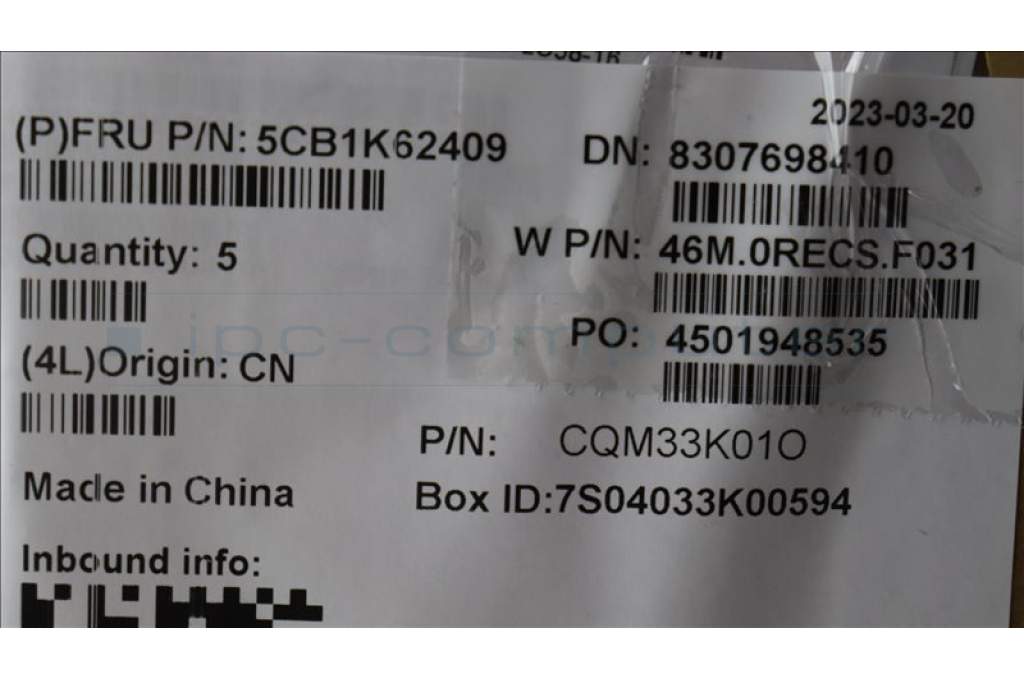 2023-03-20
(P)FRU P/N: 5CB1K62409
DN: 8307698410
Quantity: 5
W P/N: 46M.0RECS.F031
PO: 4501948535
(4L)Origin: CN
P/N: CQM33K01O
Made in China
Box ID:7S04033K00594
Inbound info: